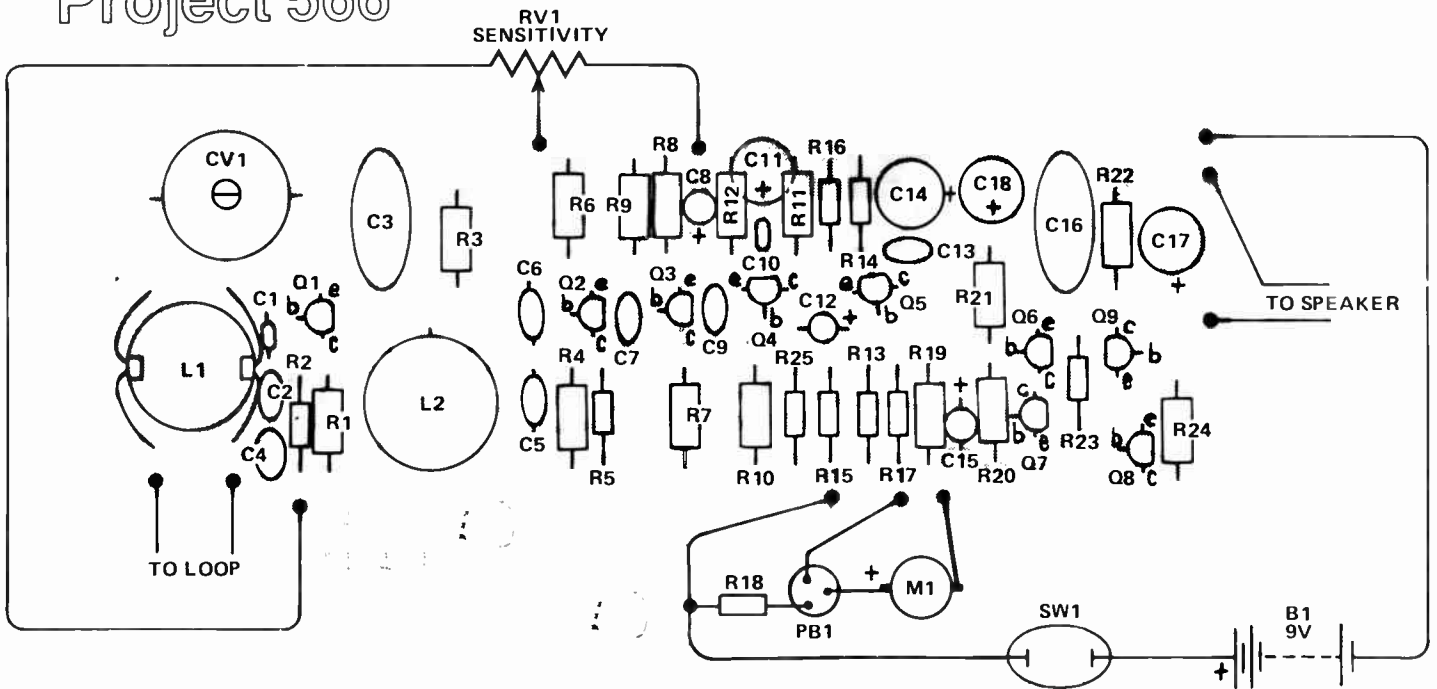 Project 566
RV1
SENSITIVITY
CV1
C3
R3
R6
R9
R8
C8
+
R12
C11
+
R11
R16
C14
+
C18
+
C16
R22
C17
+
C10
R14
C13
C1
Q1
e
b
c
C6
Q2
e
b
c
C7
Q3
e
b
c
C9
e
c
b
Q4
C12
+
e
c
b
Q5
R21
Q6
e
b
c
Q9
c
b
e
TO SPEAKER
L1
C2
R2
R1
C4
L2
C5
R4
R5
R7
R10
R25
R15
R13
R17
R19
+
C15
R20
c
b
e
Q7
R23
e
b
c
Q8
R24
TO LOOP
R18
PB1
+
M1
SW1
B1
9V
+